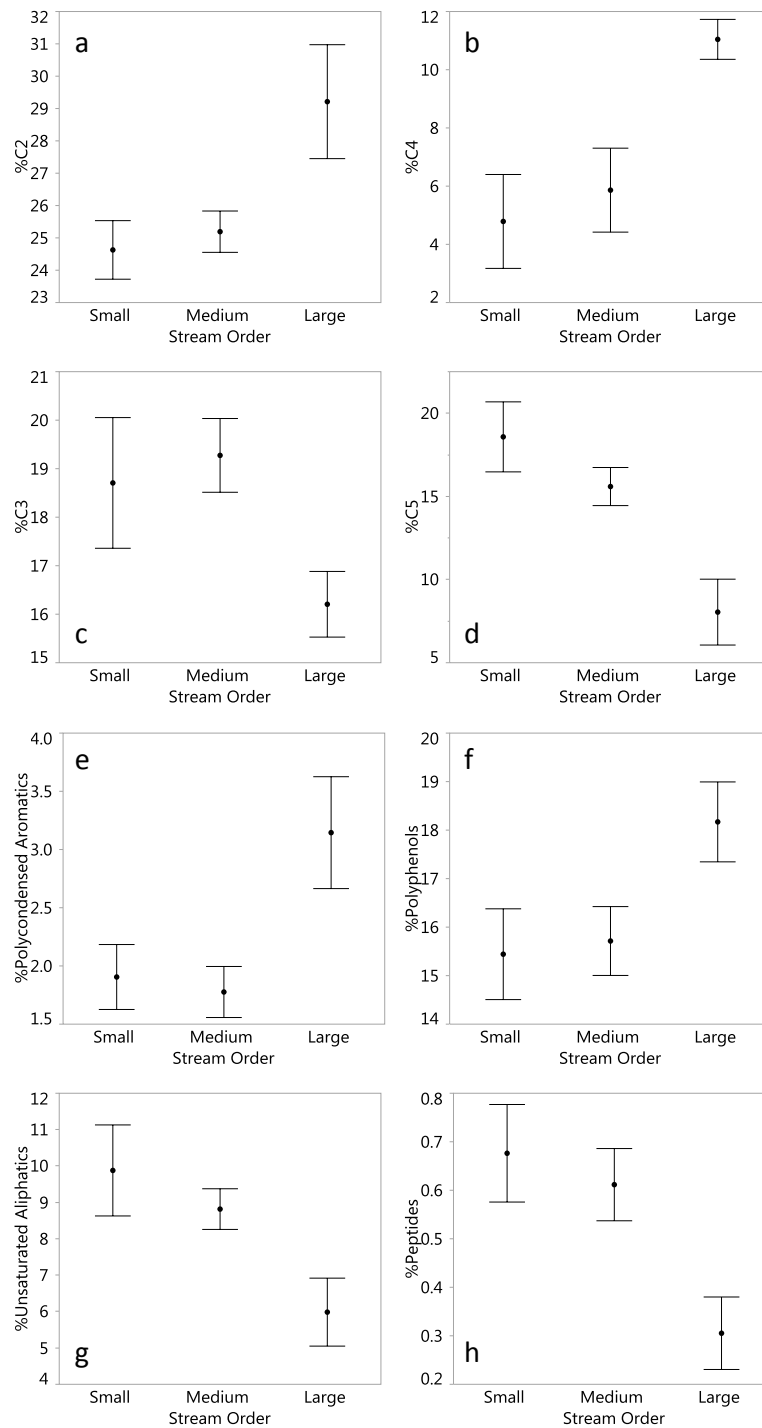 32
31
30
29
28
27
26
25
24
23
%C2
a
Small Medium Large
Stream Order
12
10
8
6
4
2
%C4
b
Small Medium Large
Stream Order
21
20
19
18
17
16
15
%C3
c
Small Medium Large
Stream Order
20
15
10
5
%C5
d
Small Medium Large
Stream Order
4.0
3.5
3.0
2.5
2.0
1.5
%Polycondensed Aromatics
e
Small Medium Large
Stream Order
20
19
18
17
16
15
14
%Polyphenols
f
Small Medium Large
Stream Order
12
11
10
9
8
7
6
5
4
%Unsaturated Aliphatics
g
Small Medium Large
Stream Order
0.8
0.7
0.6
0.5
0.4
0.3
0.2
%Peptides
h
Small Medium Large
Stream Order